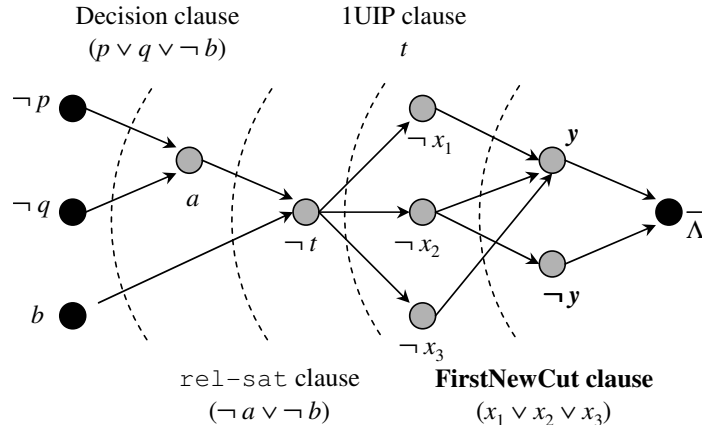 Decision clause
(p ∨ q ∨ ¬ b)
1UIP clause
t
¬ p
¬ x₁
y
¬ q
a
¬ t
¬ x₂
Λ̅
¬ y
b
¬ x₃
rel-sat clause
(¬ a ∨ ¬ b)
FirstNewCut clause
(x₁ ∨ x₂ ∨ x₃)